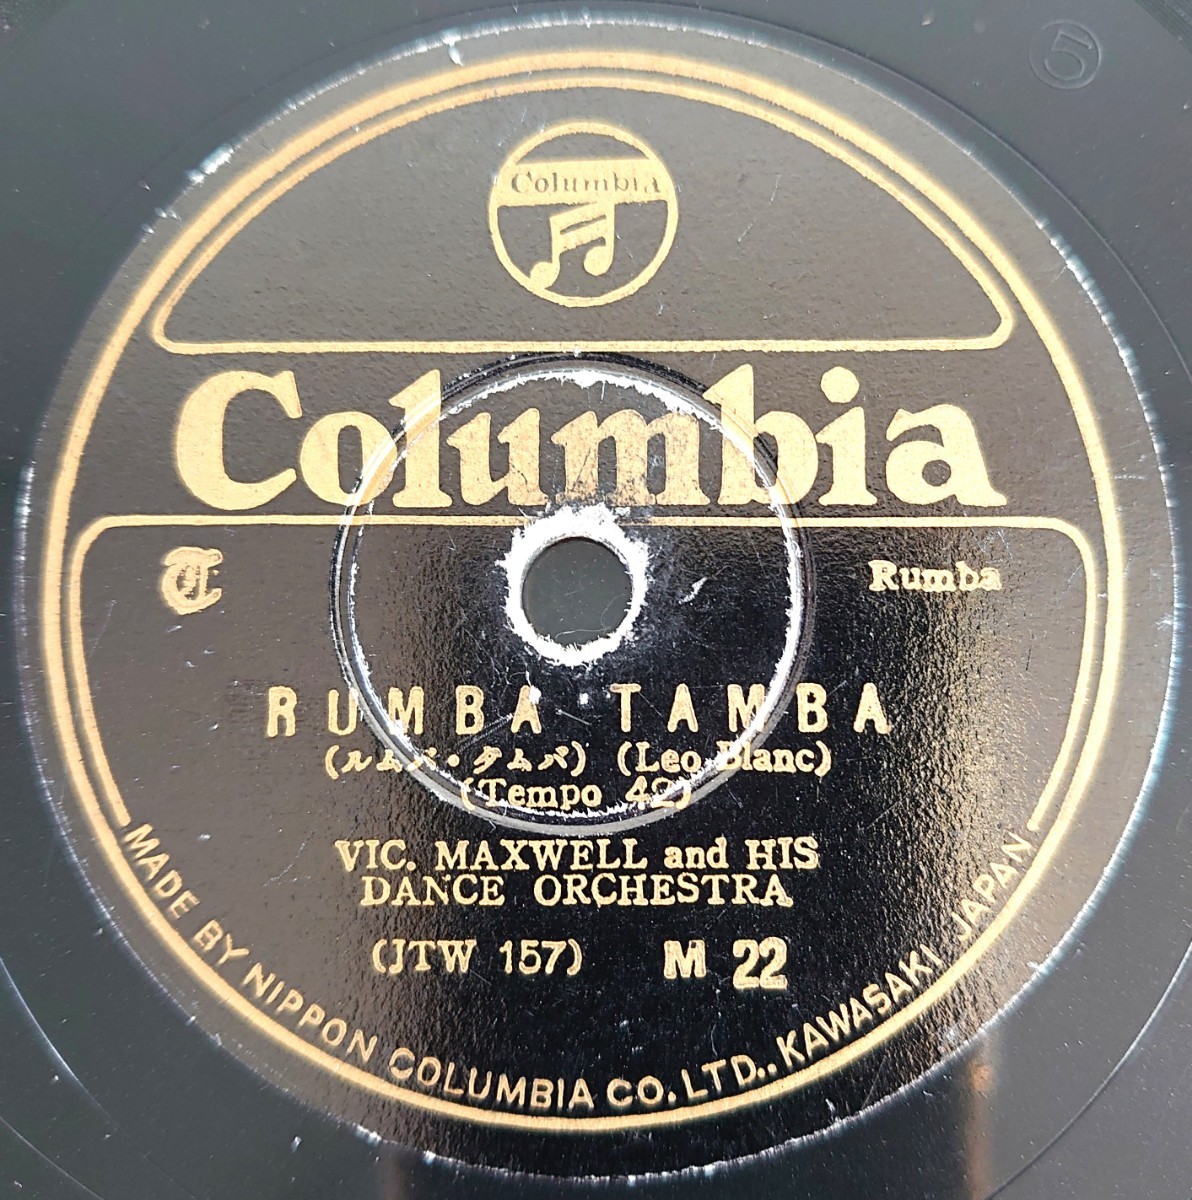 5
Columbia
Columbia
T
Rumba
RUMBA TAMBA
(ルムバ・タムバ) (Leo Blanc)
(Tempo 42)
VIC. MAXWELL and HIS
DANCE ORCHESTRA
(JTW 157) M 22
MADE BY NIPPON COLUMBIA CO. LTD., KAWASAKI, JAPAN